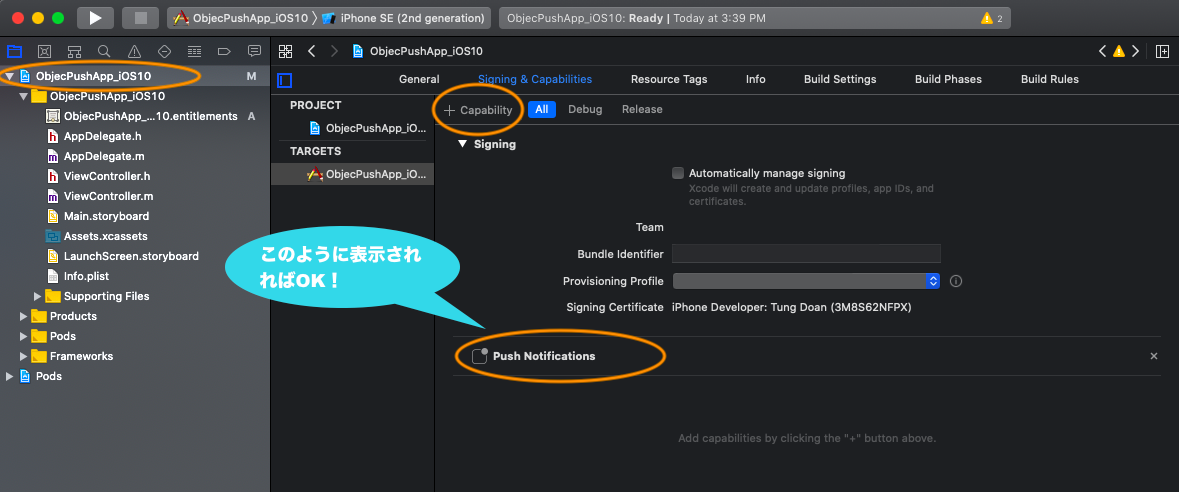 ObjecPushApp_iOS10 〉 iPhone SE (2nd generation)
ObjecPushApp_iOS10: Ready | Today at 3:39 PM
2
ObjecPushApp_iOS10
ObjecPushApp_iOS10 M
ObjecPushApp_iOS10
ObjecPushApp_...10.entitlements A
AppDelegate.h
AppDelegate.m
ViewController.h
ViewController.m
Main.storyboard
Assets.xcassets
LaunchScreen.storyboard
Info.plist
Supporting Files
Products
Pods
Frameworks
Pods
General Signing & Capabilities Resource Tags Info Build Settings Build Phases Build Rules
PROJECT
ObjecPushApp_iO...
TARGETS
ObjecPushApp_iO...
+ Capability All Debug Release
Signing
Automatically manage signing
Xcode will create and update profiles, app IDs, and
certificates.
Team
Bundle Identifier
Provisioning Profile
Signing Certificate iPhone Developer: Tung Doan (3M8S62NFPX)
このように表示され
ればOK！
Push Notifications
Add capabilities by clicking the "+" button above.